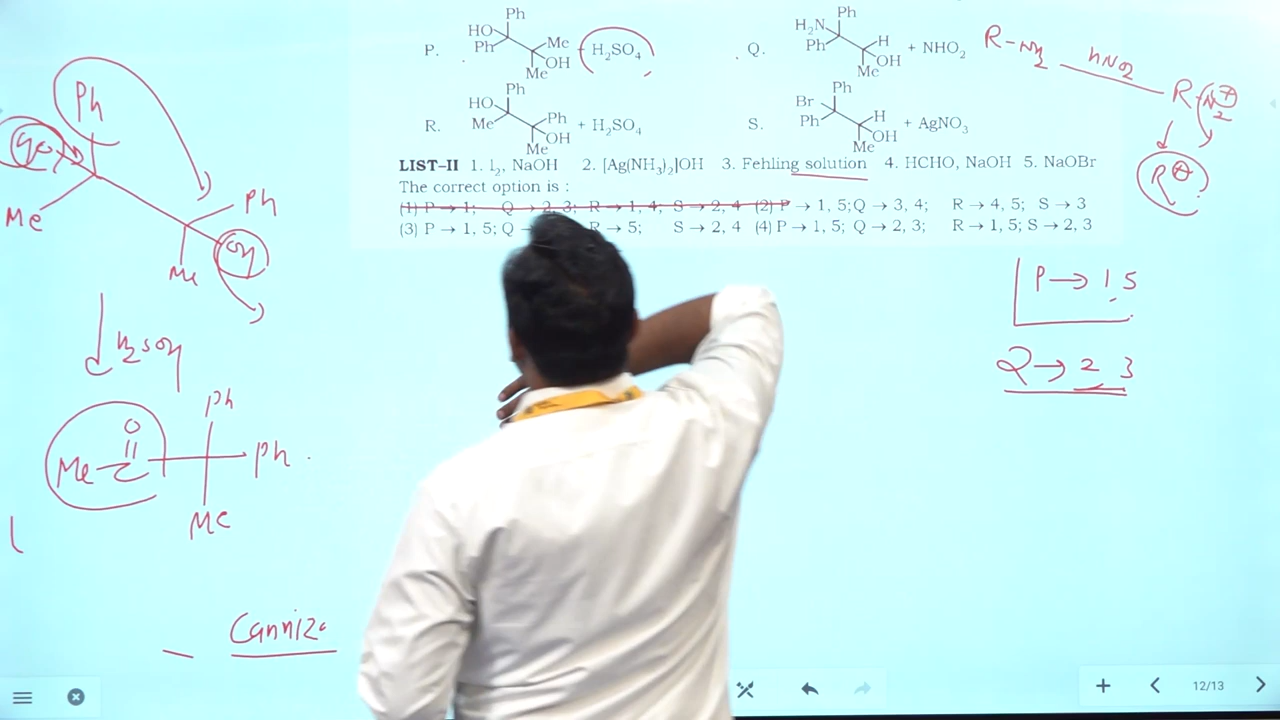 Ph
HO
Ph
Me
OH
Me
P.
+ H₂SO₄
Ph
H₂N
Ph
H
OH
Me
Q.
+ NHO₂
Ph
HO
Me
Ph
OH
Me
R.
+ H₂SO₄
Ph
Br
Ph
H
OH
Me
S.
+ AgNO₃
LIST–II 1. I₂, NaOH 2. [Ag(NH₃)₂]OH 3. Fehling solution 4. HCHO, NaOH 5. NaOBr
The correct option is :
(1) P → 1; Q → 2, 3; R → 1, 4; S → 2, 4 (2) P → 1, 5; Q → 3, 4; R → 4, 5; S → 3
(3) P → 1, 5; Q → R → 5; S → 2, 4 (4) P → 1, 5; Q → 2, 3; R → 1, 5; S → 2, 3
R-NH₂
HNO₂
R-N₂⊕
R⊕
P → 1 5
Q → 2 3
Ph
Me
Ph
Me
OH
H₂SO₄
O
Me-C
Ph
Ph
Me
Canniz
12/13